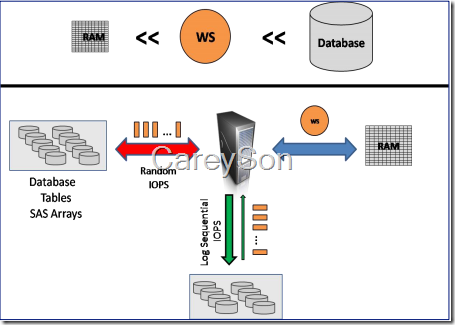 RAM
<<
WS
<<
Database
WS
RAM
Random
IOPS
CareySon
Database
Tables
SAS Arrays
Log Sequential
IOPS
...
...